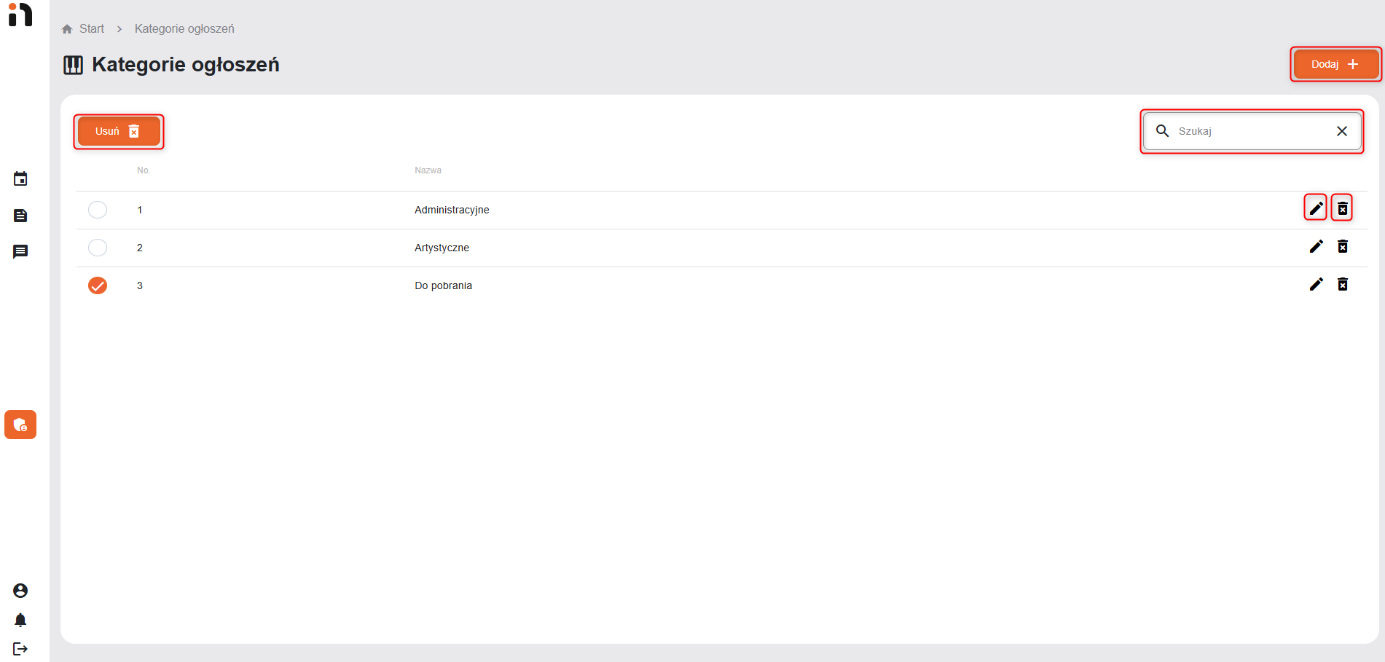 Start > Kategorie ogłoszeń
Kategorie ogłoszeń
Dodaj +
Usuń
Szukaj
No. Nazwa
1 Administracyjne
2 Artystyczne
3 Do pobrania